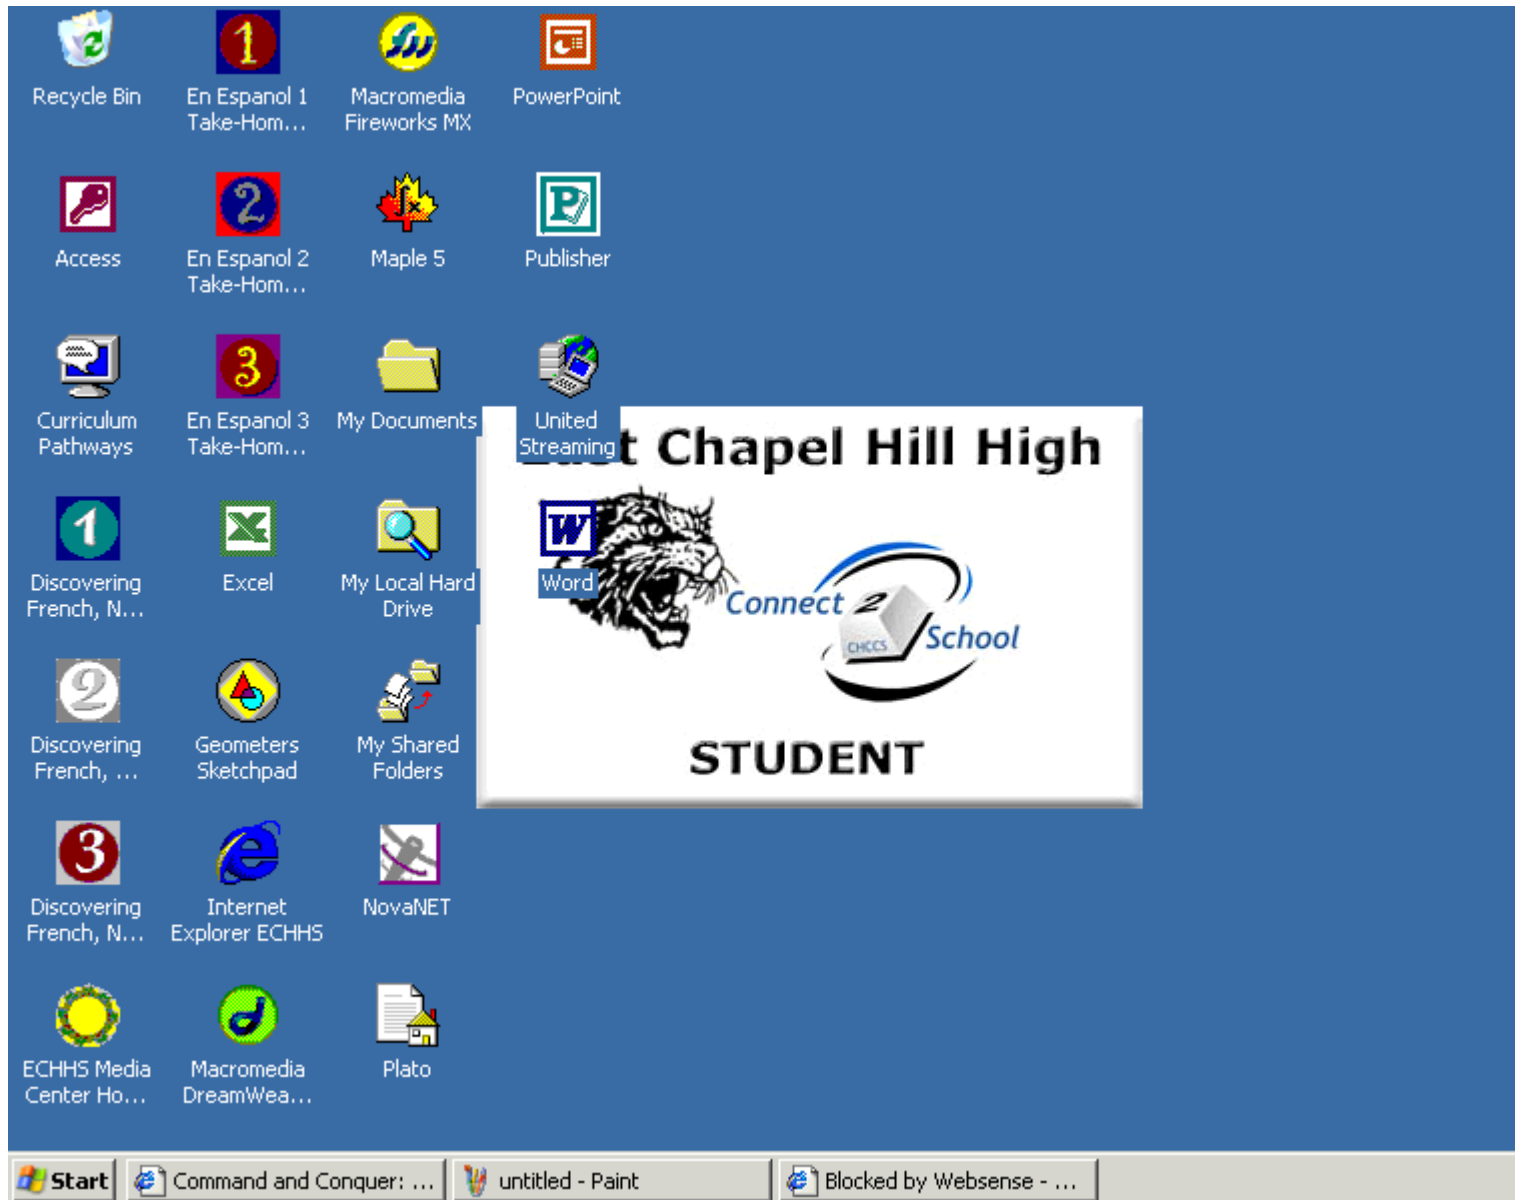 Recycle Bin
En Espanol 1
Take-Hom...
Macromedia
Fireworks MX
PowerPoint
Access
En Espanol 2
Take-Hom...
Maple 5
Publisher
Curriculum
Pathways
En Espanol 3
Take-Hom...
My Documents
United
Streaming
Discovering
French, N...
Excel
My Local Hard
Drive
Word
Discovering
French, ...
Geometers
Sketchpad
My Shared
Folders
Discovering
French, N...
Internet
Explorer ECHHS
NovaNET
ECHHS Media
Center Ho...
Macromedia
DreamWea...
Plato
East Chapel Hill High
Connect 2
CHCCS
School
STUDENT
Start
Command and Conquer: ...
untitled - Paint
Blocked by Websense - ...